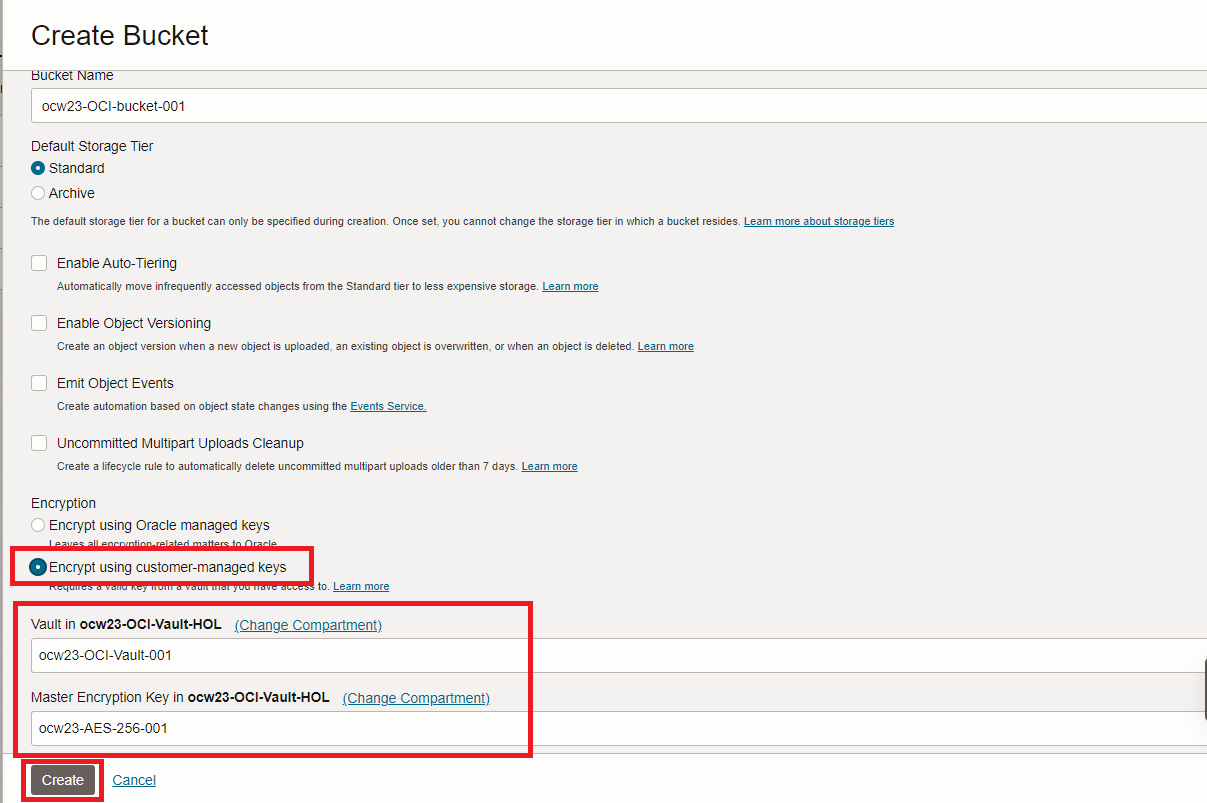 Create Bucket
Bucket Name
ocw23-OCI-bucket-001
Default Storage Tier
Standard
Archive
The default storage tier for a bucket can only be specified during creation. Once set, you cannot change the storage tier in which a bucket resides. Learn more about storage tiers
Enable Auto-Tiering
Automatically move infrequently accessed objects from the Standard tier to less expensive storage. Learn more
Enable Object Versioning
Create an object version when a new object is uploaded, an existing object is overwritten, or when an object is deleted. Learn more
Emit Object Events
Create automation based on object state changes using the Events Service.
Uncommitted Multipart Uploads Cleanup
Create a lifecycle rule to automatically delete uncommitted multipart uploads older than 7 days. Learn more
Encryption
Encrypt using Oracle managed keys
Leaves all encryption-related matters to Oracle.
Encrypt using customer-managed keys
Requires a valid key from a vault that you have access to. Learn more
Vault in ocw23-OCI-Vault-HOL (Change Compartment)
ocw23-OCI-Vault-001
Master Encryption Key in ocw23-OCI-Vault-HOL (Change Compartment)
ocw23-AES-256-001
Create Cancel